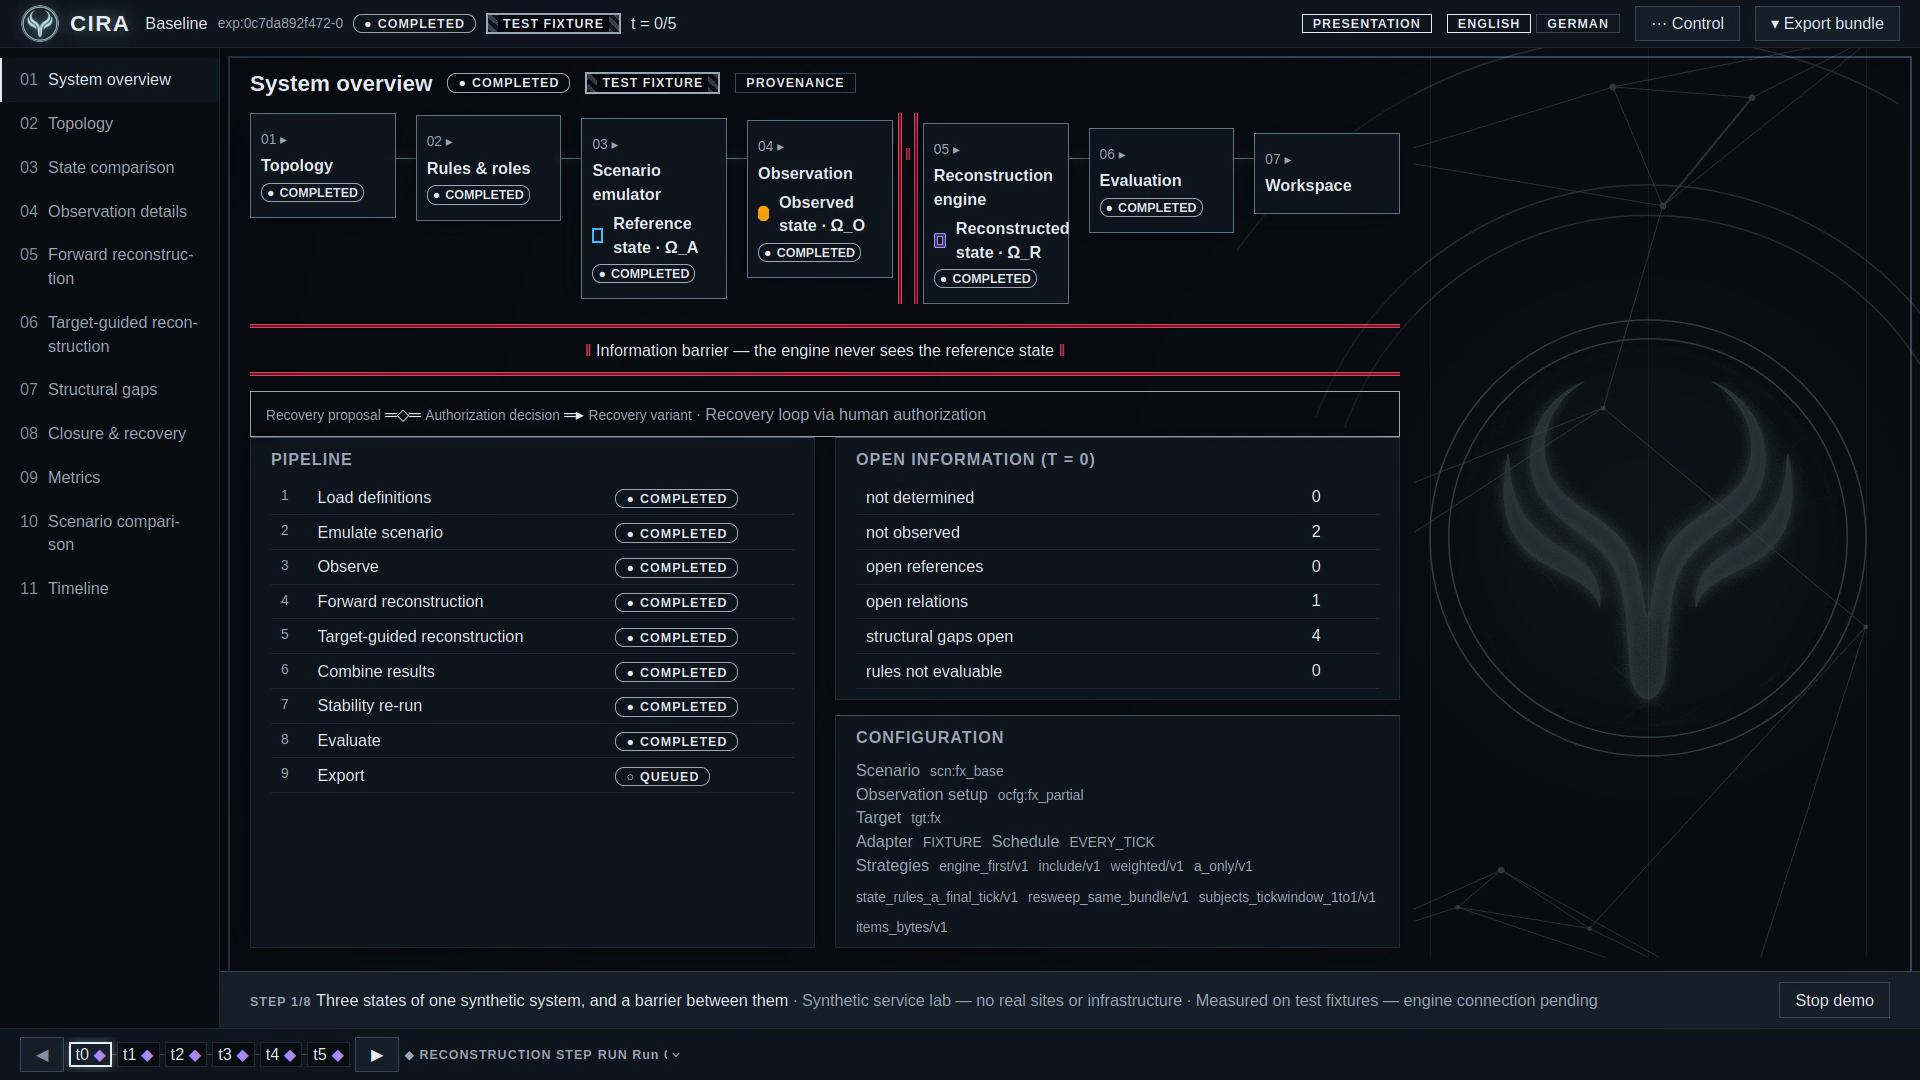 CIRA Baseline exp:0c7da892f472-0 ● COMPLETED TEST FIXTURE t = 0/5 PRESENTATION ENGLISH GERMAN ⋯ Control ▾ Export bundle
01 System overview
02 Topology
03 State comparison
04 Observation details
05 Forward reconstruc-
tion
06 Target-guided recon-
struction
07 Structural gaps
08 Closure & recovery
09 Metrics
10 Scenario compari-
son
11 Timeline
System overview ● COMPLETED TEST FIXTURE PROVENANCE
01 ▸
Topology
● COMPLETED
02 ▸
Rules & roles
● COMPLETED
03 ▸
Scenario
emulator
Reference
state · Ω_A
● COMPLETED
04 ▸
Observation
Observed
state · Ω_O
● COMPLETED
05 ▸
Reconstruction
engine
Reconstructed
state · Ω_R
● COMPLETED
06 ▸
Evaluation
● COMPLETED
07 ▸
Workspace
‖ Information barrier — the engine never sees the reference state ‖
Recovery proposal ═◇═ Authorization decision ═▸ Recovery variant · Recovery loop via human authorization
PIPELINE
1 Load definitions ● COMPLETED
2 Emulate scenario ● COMPLETED
3 Observe ● COMPLETED
4 Forward reconstruction ● COMPLETED
5 Target-guided reconstruction ● COMPLETED
6 Combine results ● COMPLETED
7 Stability re-run ● COMPLETED
8 Evaluate ● COMPLETED
9 Export ○ QUEUED
OPEN INFORMATION (T = 0)
not determined 0
not observed 2
open references 0
open relations 1
structural gaps open 4
rules not evaluable 0
CONFIGURATION
Scenario scn:fx_base
Observation setup ocfg:fx_partial
Target tgt:fx
Adapter FIXTURE Schedule EVERY_TICK
Strategies engine_first/v1 include/v1 weighted/v1 a_only/v1
state_rules_a_final_tick/v1 resweep_same_bundle/v1 subjects_tickwindow_1to1/v1
items_bytes/v1
STEP 1/8 Three states of one synthetic system, and a barrier between them · Synthetic service lab — no real sites or infrastructure · Measured on test fixtures — engine connection pending Stop demo
◀ t0 ◆ t1 ◆ t2 ◆ t3 ◆ t4 ◆ t5 ◆ ▶ ◆ RECONSTRUCTION STEP RUN Run